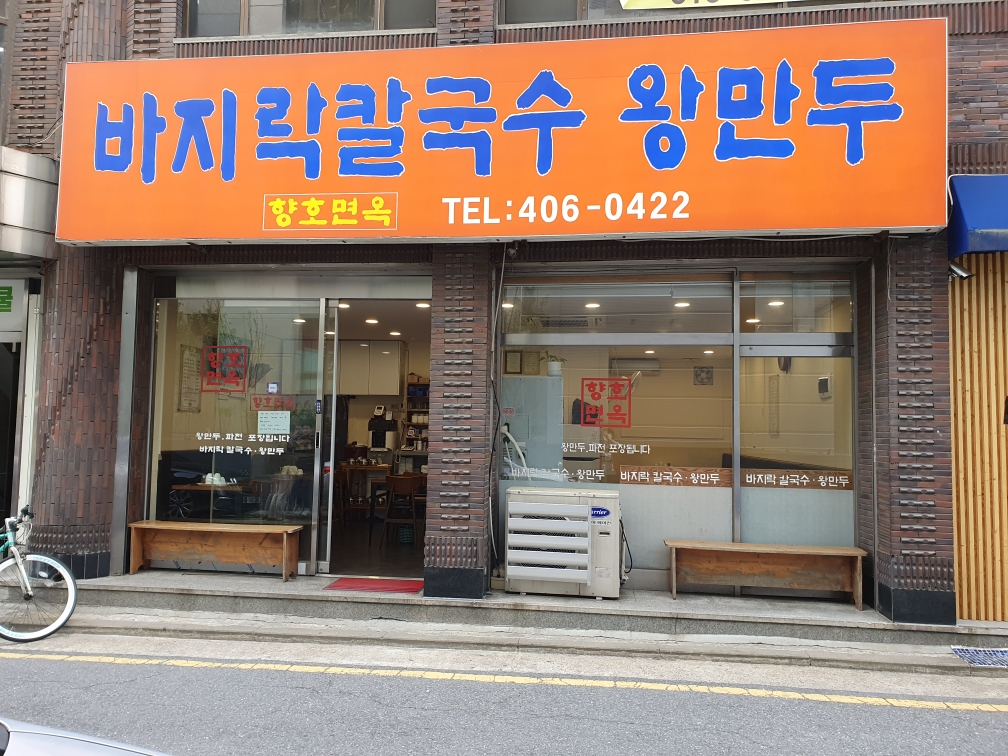 바지락칼국수 왕만두
향호면옥 TEL:406-0422
향호
면옥
향호면옥
왕만두,파전 포장됩니다
바지락 칼국수·왕만두
향호
면옥
왕만두,파전 포장됩니다
바지락 칼국수·왕만두
바지락 칼국수·왕만두
바지락 칼국수·왕만두
Carrier